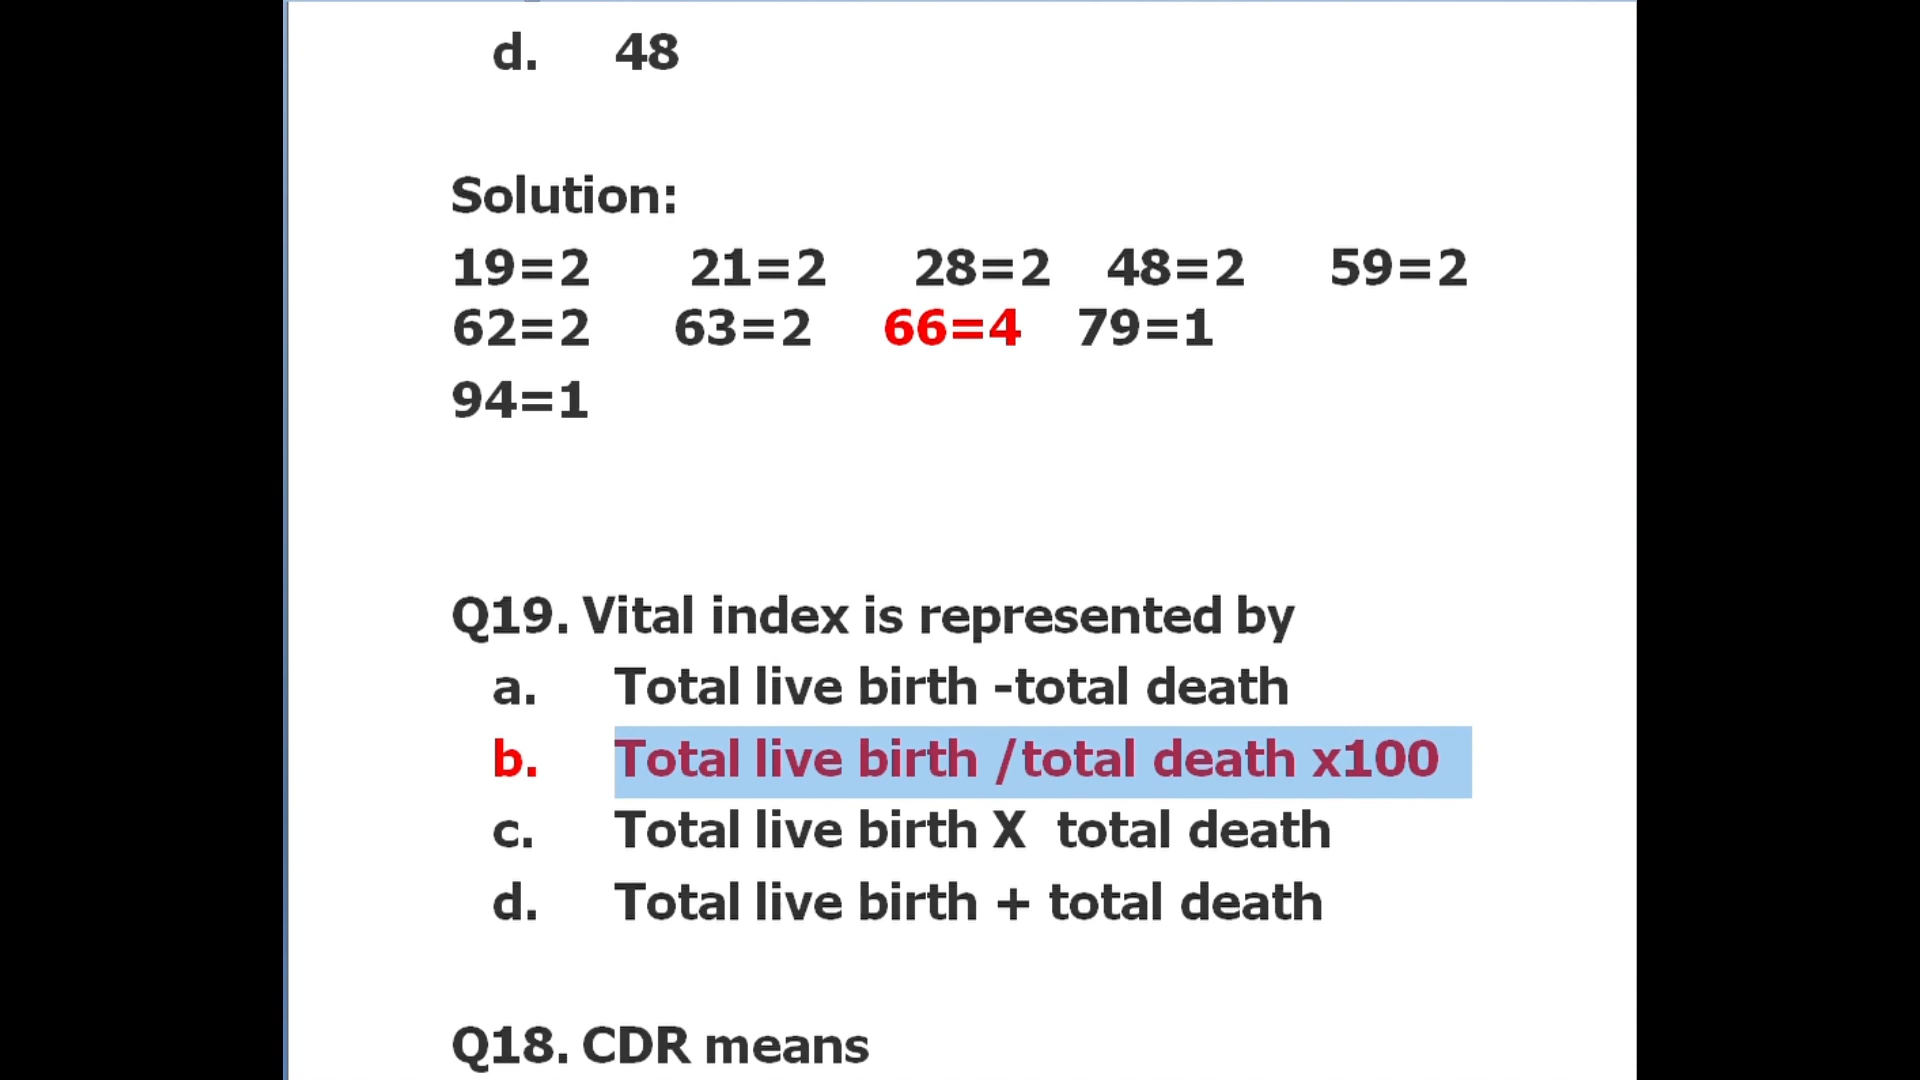 d. 48
Solution:
19=2 21=2 28=2 48=2 59=2
62=2 63=2 66=4 79=1
94=1
Q19. Vital index is represented by
a. Total live birth -total death
b. Total live birth /total death x100
c. Total live birth X total death
d. Total live birth + total death
Q18. CDR means